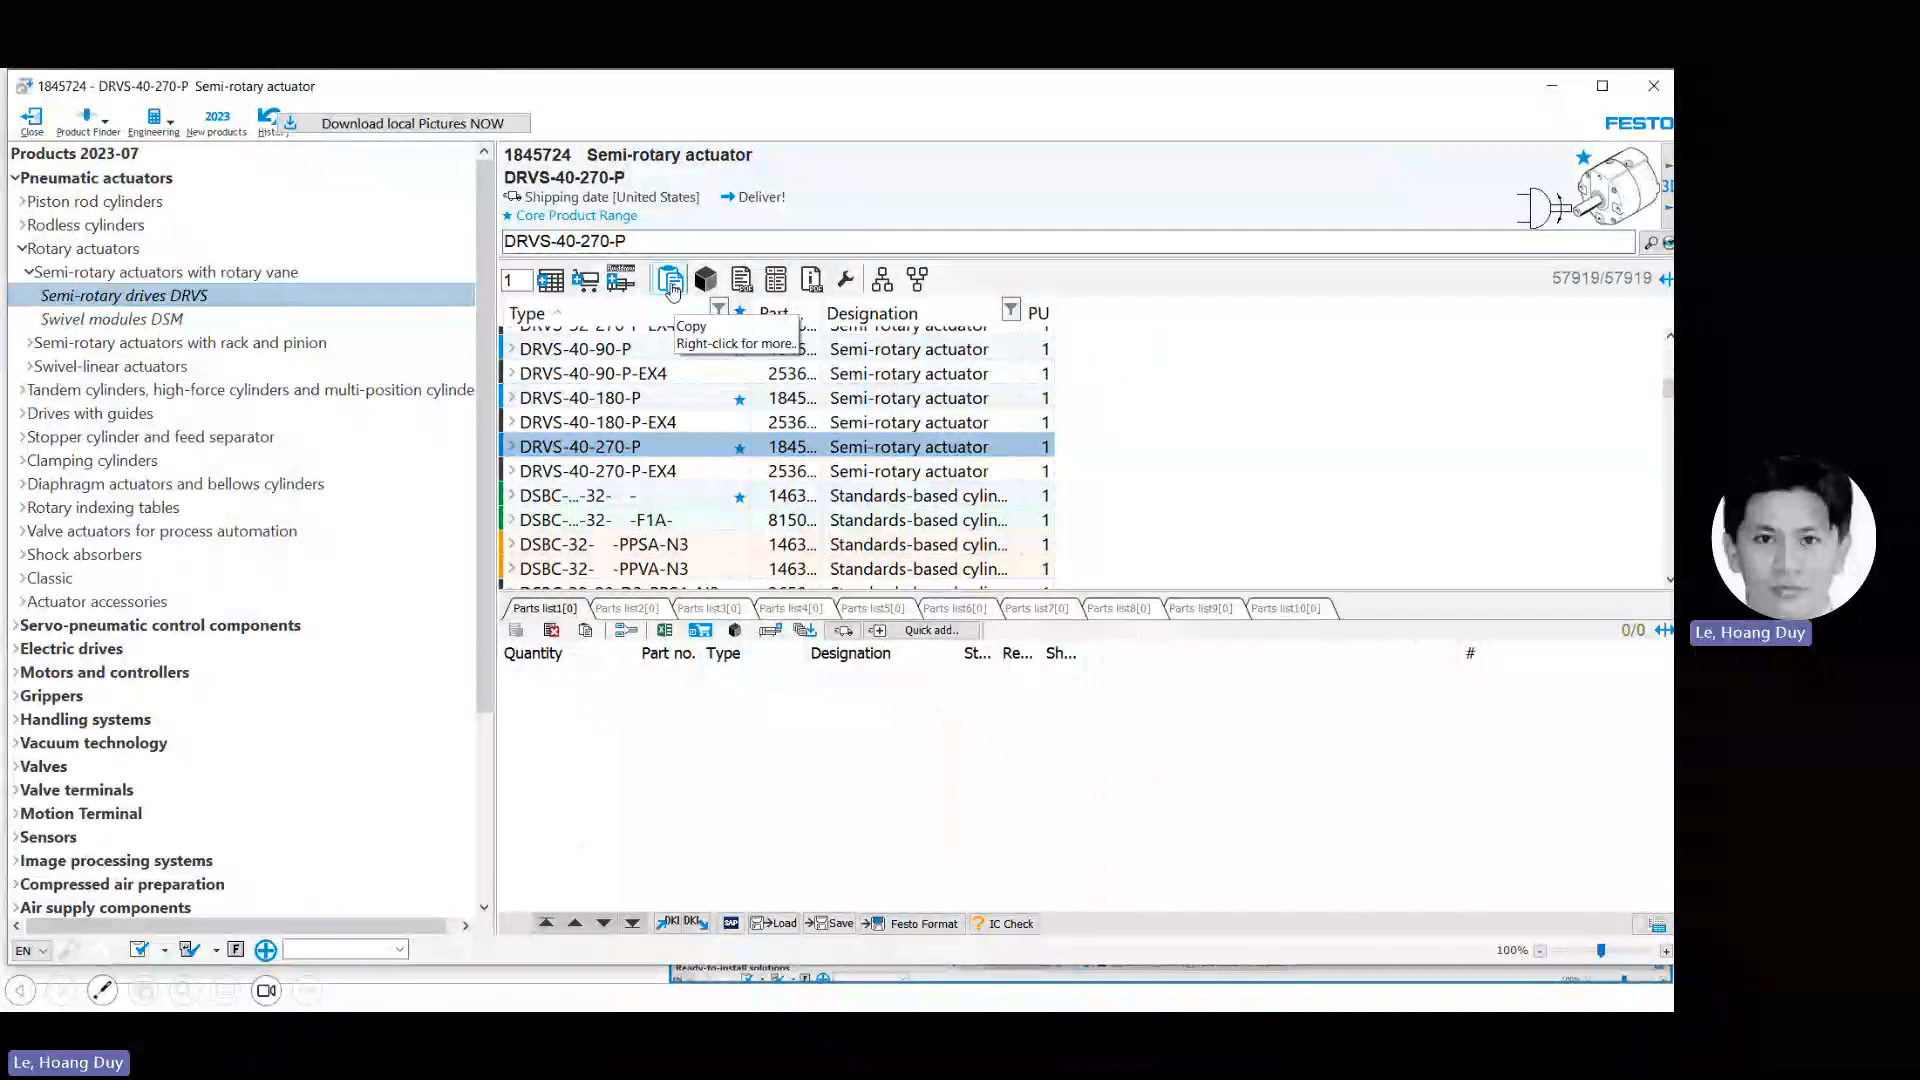 1845724 - DRVS-40-270-P Semi-rotary actuator
Close
Product Finder
Engineering
2023
New products
Download local Pictures NOW
FESTO
Products 2023-07
Pneumatic actuators
Piston rod cylinders
Rodless cylinders
Rotary actuators
Semi-rotary actuators with rotary vane
Semi-rotary drives DRVS
Swivel modules DSM
Semi-rotary actuators with rack and pinion
Swivel-linear actuators
Tandem cylinders, high-force cylinders and multi-position cylinde
Drives with guides
Stopper cylinder and feed separator
Clamping cylinders
Diaphragm actuators and bellows cylinders
Rotary indexing tables
Valve actuators for process automation
Shock absorbers
Classic
Actuator accessories
Servo-pneumatic control components
Electric drives
Motors and controllers
Grippers
Handling systems
Vacuum technology
Valves
Valve terminals
Motion Terminal
Sensors
Image processing systems
Compressed air preparation
Air supply components
EN
F
1845724 Semi-rotary actuator
DRVS-40-270-P
Shipping date [United States] Deliver!
Core Product Range
DRVS-40-270-P
1
57919/57919
Type Part... Designation PU
Copy
Right-click for more..
DRVS-40-90-P Semi-rotary actuator 1
DRVS-40-90-P-EX4 2536... Semi-rotary actuator 1
DRVS-40-180-P 1845... Semi-rotary actuator 1
DRVS-40-180-P-EX4 2536... Semi-rotary actuator 1
DRVS-40-270-P 1845... Semi-rotary actuator 1
DRVS-40-270-P-EX4 2536... Semi-rotary actuator 1
DSBC-...-32- - 1463... Standards-based cylin... 1
DSBC-...-32- -F1A- 8150... Standards-based cylin... 1
DSBC-32- -PPSA-N3 1463... Standards-based cylin... 1
DSBC-32- -PPVA-N3 1463... Standards-based cylin... 1
Parts list1[0] Parts list2[0] Parts list3[0] Parts list4[0] Parts list5[0] Parts list6[0] Parts list7[0] Parts list8[0] Parts list9[0] Parts list10[0]
Quick add..
0/0
Quantity Part no. Type Designation St... Re... Sh... #
DKI DKI SAP Load Save Festo Format IC Check
100%
Ready-to-install solutions
Le, Hoang Duy
Le, Hoang Duy